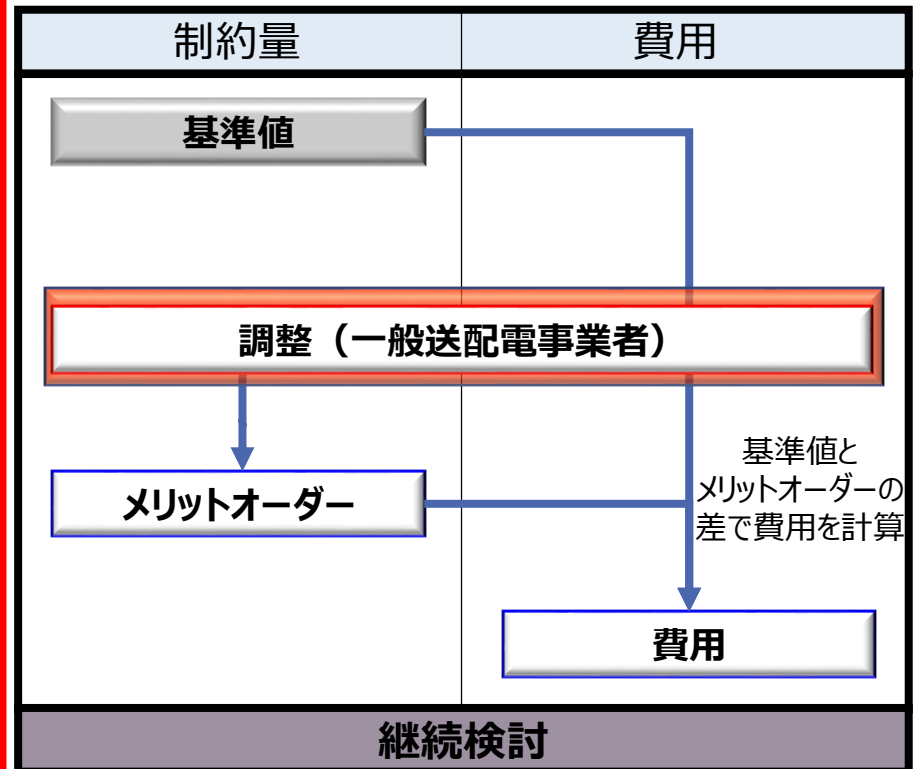 制約量
費用
基準値
調整（一般送配電事業者）
メリットオーダー
基準値と
メリットオーダーの
差で費用を計算
費用
継続検討